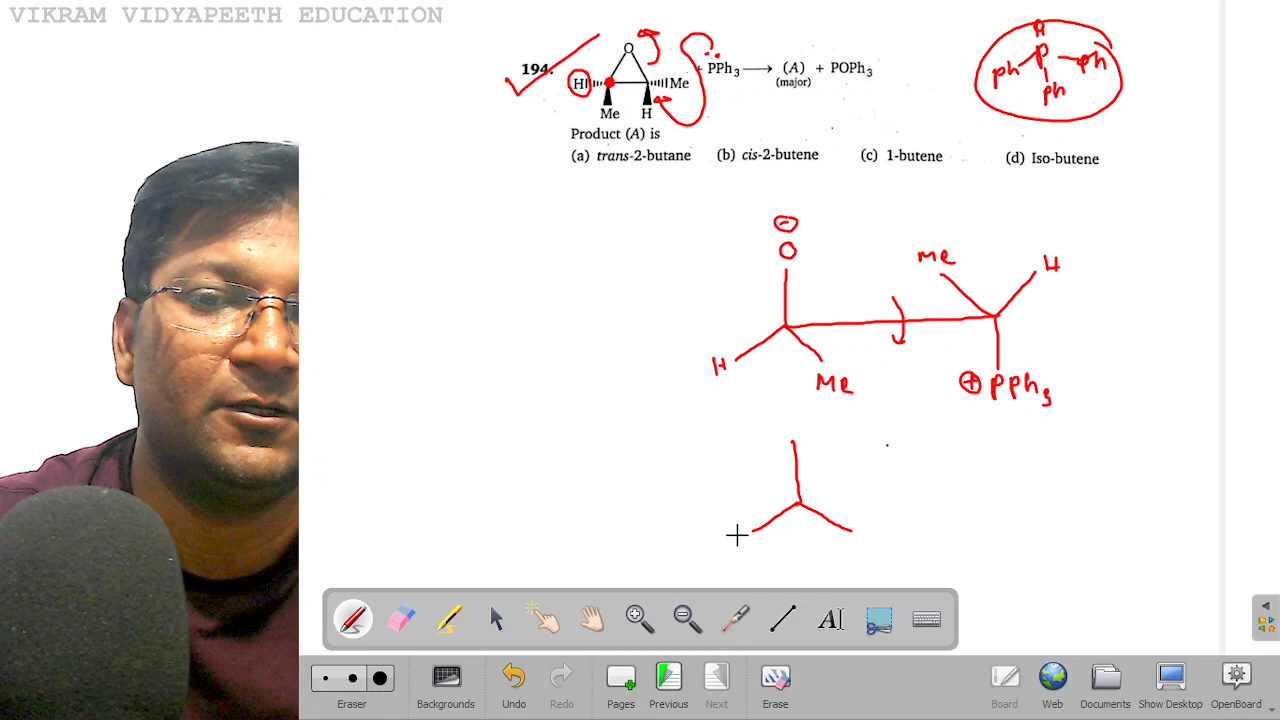 VIKRAM VIDYAPEETH EDUCATION
194.
O
H
Me
Me
H
+ PPh₃ ⟶ (A) + POPh₃
(major)
Product (A) is
(a) trans-2-butane (b) cis-2-butene (c) 1-butene (d) Iso-butene
P
ph
ph
ph
⊖
O
H
Me
Me
H
⊕ PPh₃
Eraser
Backgrounds
Undo
Redo
Pages
Previous
Next
Erase
Board
Web
Documents
Show Desktop
OpenBoard